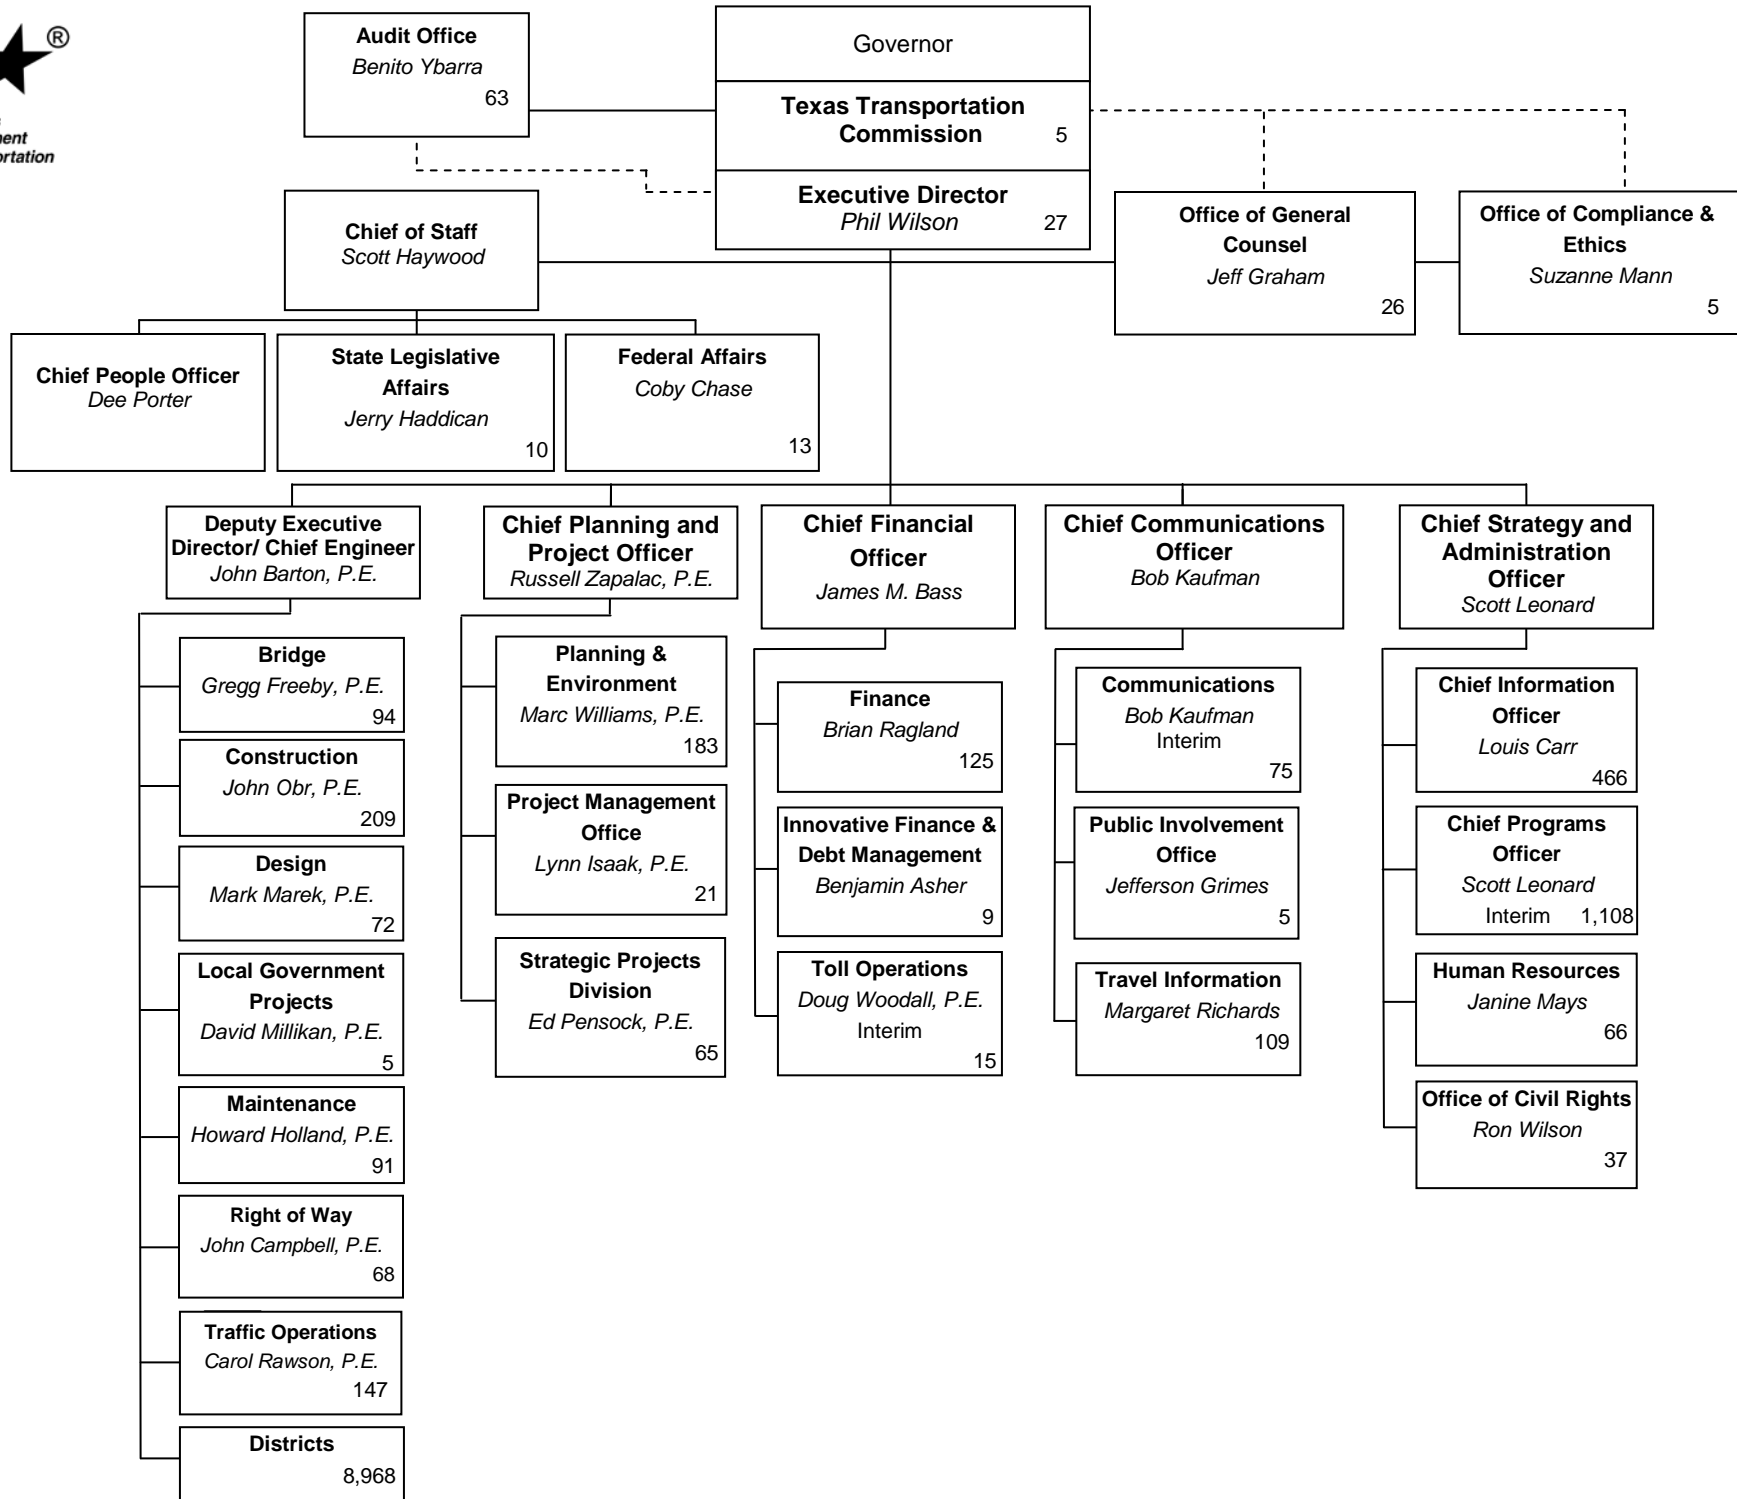 ®
ment
ortation
Audit Office
Benito Ybarra
63
Governor
Texas Transportation
Commission 5
Executive Director
Phil Wilson 27
Chief of Staff
Scott Haywood
Office of General
Counsel
Jeff Graham
26
Office of Compliance &
Ethics
Suzanne Mann
5
Chief People Officer
Dee Porter
State Legislative
Affairs
Jerry Haddican
10
Federal Affairs
Coby Chase
13
Deputy Executive
Director/ Chief Engineer
John Barton, P.E.
Chief Planning and
Project Officer
Russell Zapalac, P.E.
Chief Financial
Officer
James M. Bass
Chief Communications
Officer
Bob Kaufman
Chief Strategy and
Administration
Officer
Scott Leonard
Bridge
Gregg Freeby, P.E.
94
Construction
John Obr, P.E.
209
Design
Mark Marek, P.E.
72
Local Government
Projects
David Millikan, P.E.
5
Maintenance
Howard Holland, P.E.
91
Right of Way
John Campbell, P.E.
68
Traffic Operations
Carol Rawson, P.E.
147
Districts
8,968
Planning &
Environment
Marc Williams, P.E.
183
Project Management
Office
Lynn Isaak, P.E.
21
Strategic Projects
Division
Ed Pensock, P.E.
65
Finance
Brian Ragland
125
Innovative Finance &
Debt Management
Benjamin Asher
9
Toll Operations
Doug Woodall, P.E.
Interim
15
Communications
Bob Kaufman
Interim
75
Public Involvement
Office
Jefferson Grimes
5
Travel Information
Margaret Richards
109
Chief Information
Officer
Louis Carr
466
Chief Programs
Officer
Scott Leonard
Interim 1,108
Human Resources
Janine Mays
66
Office of Civil Rights
Ron Wilson
37